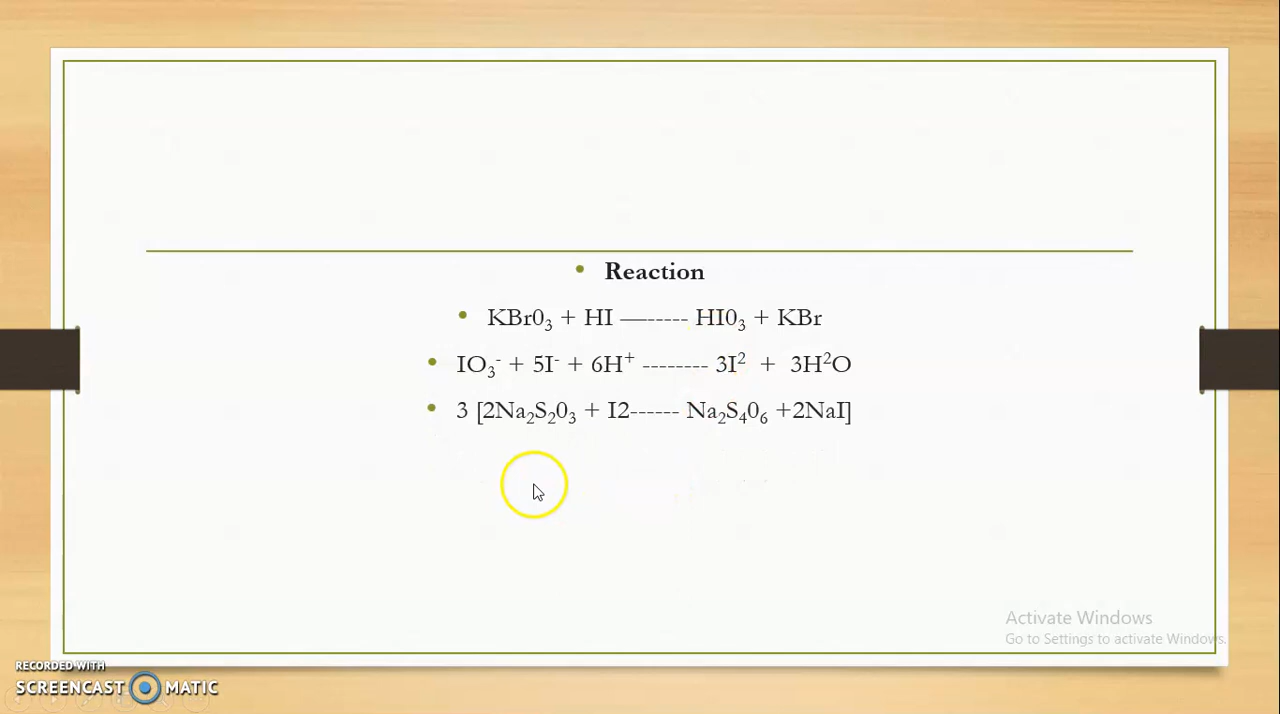 • Reaction
• KBr0₃ + HI —------ HI0₃ + KBr
• IO₃⁻ + 5I⁻ + 6H⁺ -------- 3I² + 3H²O
• 3 [2Na₂S₂0₃ + I2------ Na₂S₄0₆ +2NaI]
Activate Windows
Go to Settings to activate Windows.
RECORDED WITH
SCREENCAST MATIC